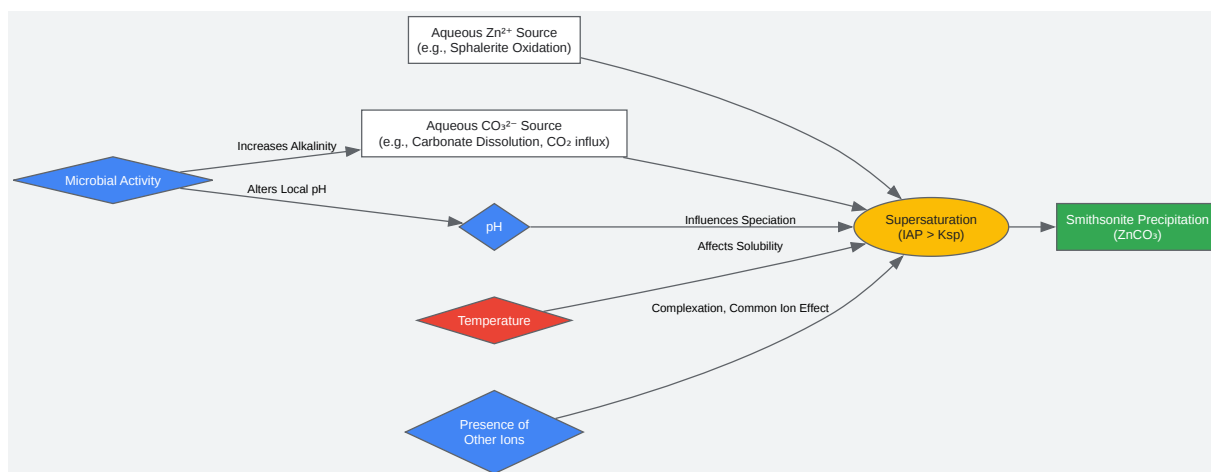 Aqueous Zn²⁺ Source
(e.g., Sphalerite Oxidation)
Aqueous CO₃²⁻ Source
(e.g., Carbonate Dissolution, CO₂ influx)
Increases Alkalinity
Microbial Activity
Alters Local pH
pH
Influences Speciation
Supersaturation
(IAP > Ksp)
Smithsonite Precipitation
(ZnCO₃)
Affects Solubility
Temperature
Complexation, Common Ion Effect
Presence of
Other Ions